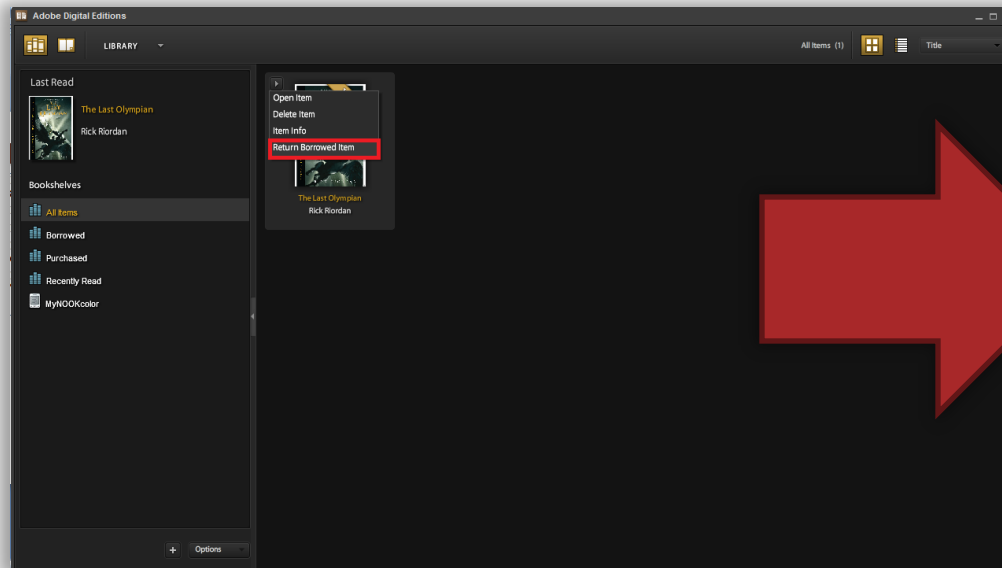 Adobe Digital Editions
LIBRARY
All Items (1)
Title
Last Read
The Last Olympian
Rick Riordan
Bookshelves
All Items
Borrowed
Purchased
Recently Read
MyNOOKcolor
Options
Open Item
Delete Item
Item Info
Return Borrowed Item
The Last Olympian
Rick Riordan